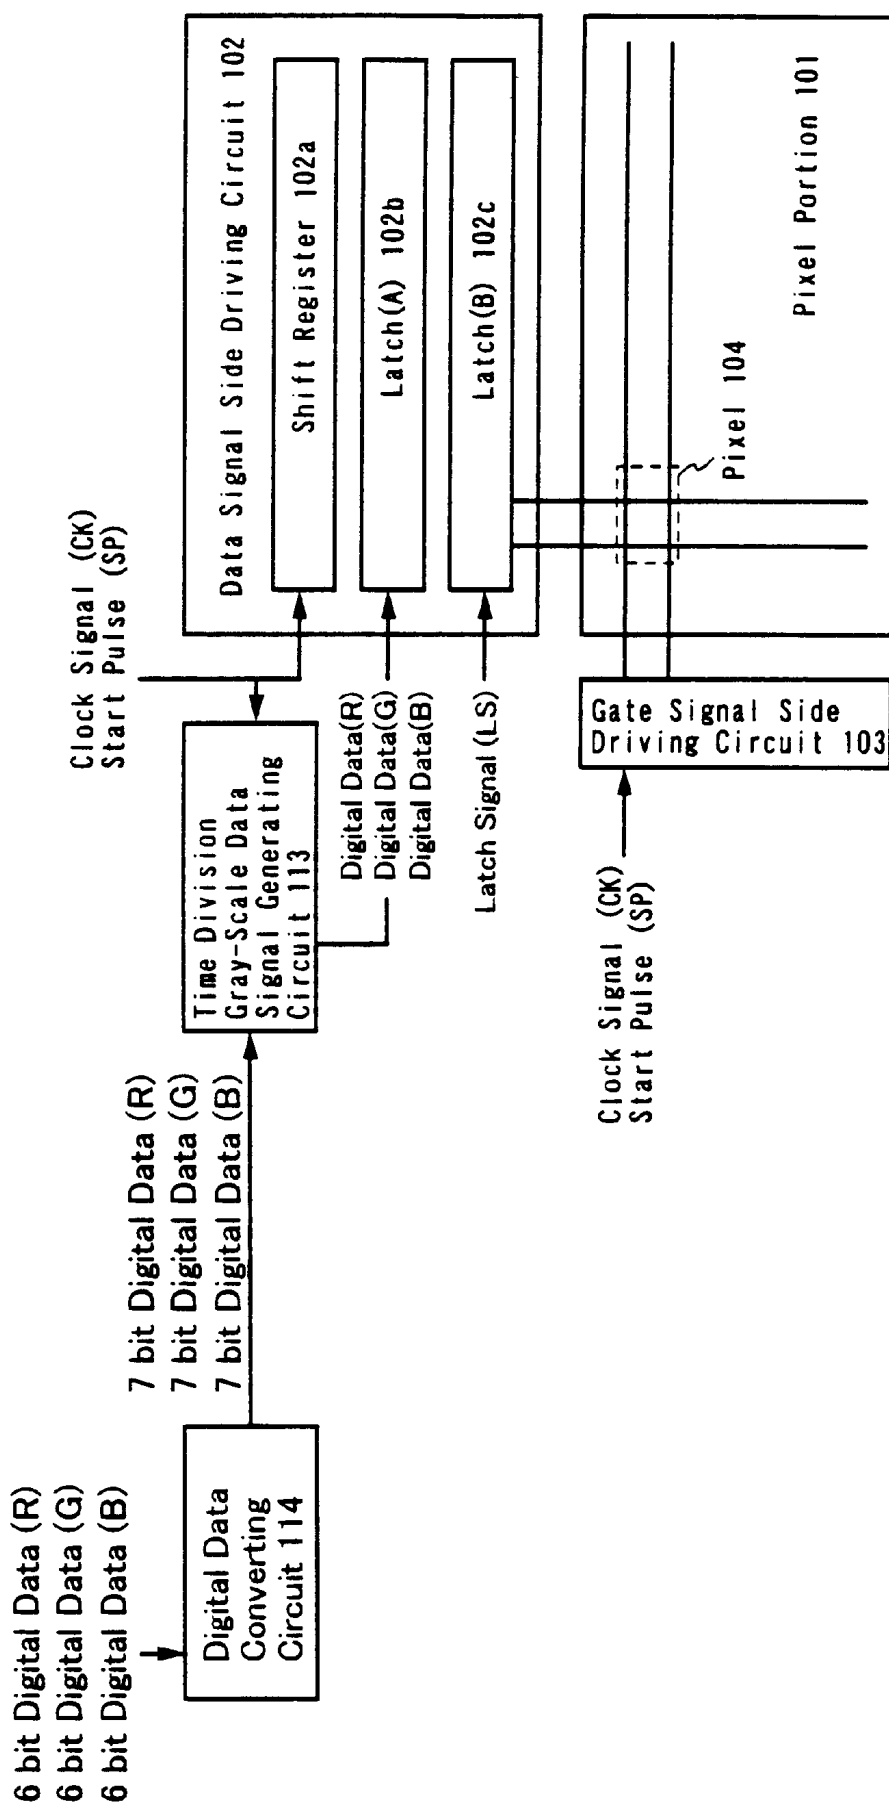 6 bit Digital Data (R)
6 bit Digital Data (G)
6 bit Digital Data (B)
Digital Data
Converting
Circuit 114
7 bit Digital Data (R)
7 bit Digital Data (G)
7 bit Digital Data (B)
Time Division
Gray-Scale Data
Signal Generating
Circuit 113
Clock Signal (CK)
Start Pulse (SP)
Digital Data(R)
Digital Data(G)
Digital Data(B)
Latch Signal (LS)
Data Signal Side Driving Circuit 102
Shift Register 102a
Latch(A) 102b
Latch(B) 102c
Clock Signal (CK)
Start Pulse (SP)
Gate Signal Side
Driving Circuit 103
Pixel 104
Pixel Portion 101